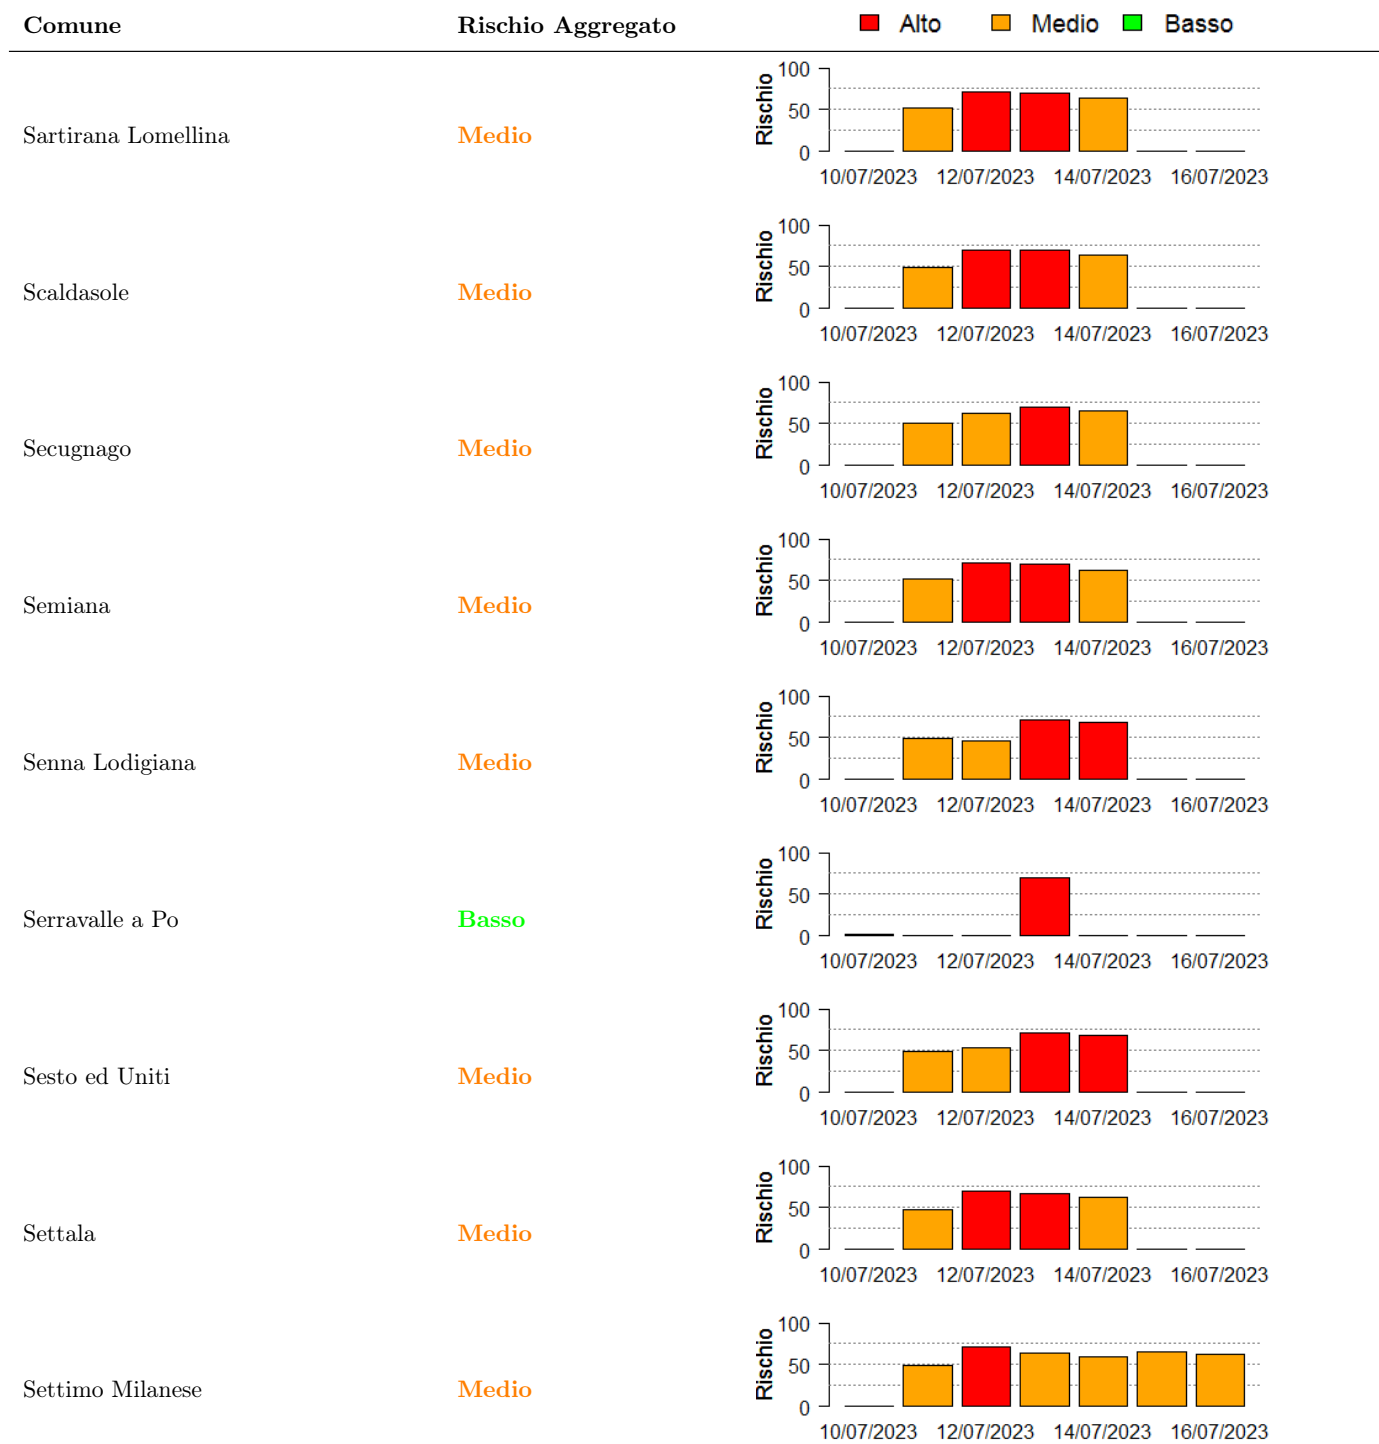 Comune Rischio Aggregato Alto Medio Basso
Sartirana Lomellina Medio
Rischio
100
50
0
10/07/2023 12/07/2023 14/07/2023 16/07/2023
Scaldasole Medio
Rischio
100
50
0
10/07/2023 12/07/2023 14/07/2023 16/07/2023
Secugnago Medio
Rischio
100
50
0
10/07/2023 12/07/2023 14/07/2023 16/07/2023
Semiana Medio
Rischio
100
50
0
10/07/2023 12/07/2023 14/07/2023 16/07/2023
Senna Lodigiana Medio
Rischio
100
50
0
10/07/2023 12/07/2023 14/07/2023 16/07/2023
Serravalle a Po Basso
Rischio
100
50
0
10/07/2023 12/07/2023 14/07/2023 16/07/2023
Sesto ed Uniti Medio
Rischio
100
50
0
10/07/2023 12/07/2023 14/07/2023 16/07/2023
Settala Medio
Rischio
100
50
0
10/07/2023 12/07/2023 14/07/2023 16/07/2023
Settimo Milanese Medio
Rischio
100
50
0
10/07/2023 12/07/2023 14/07/2023 16/07/2023